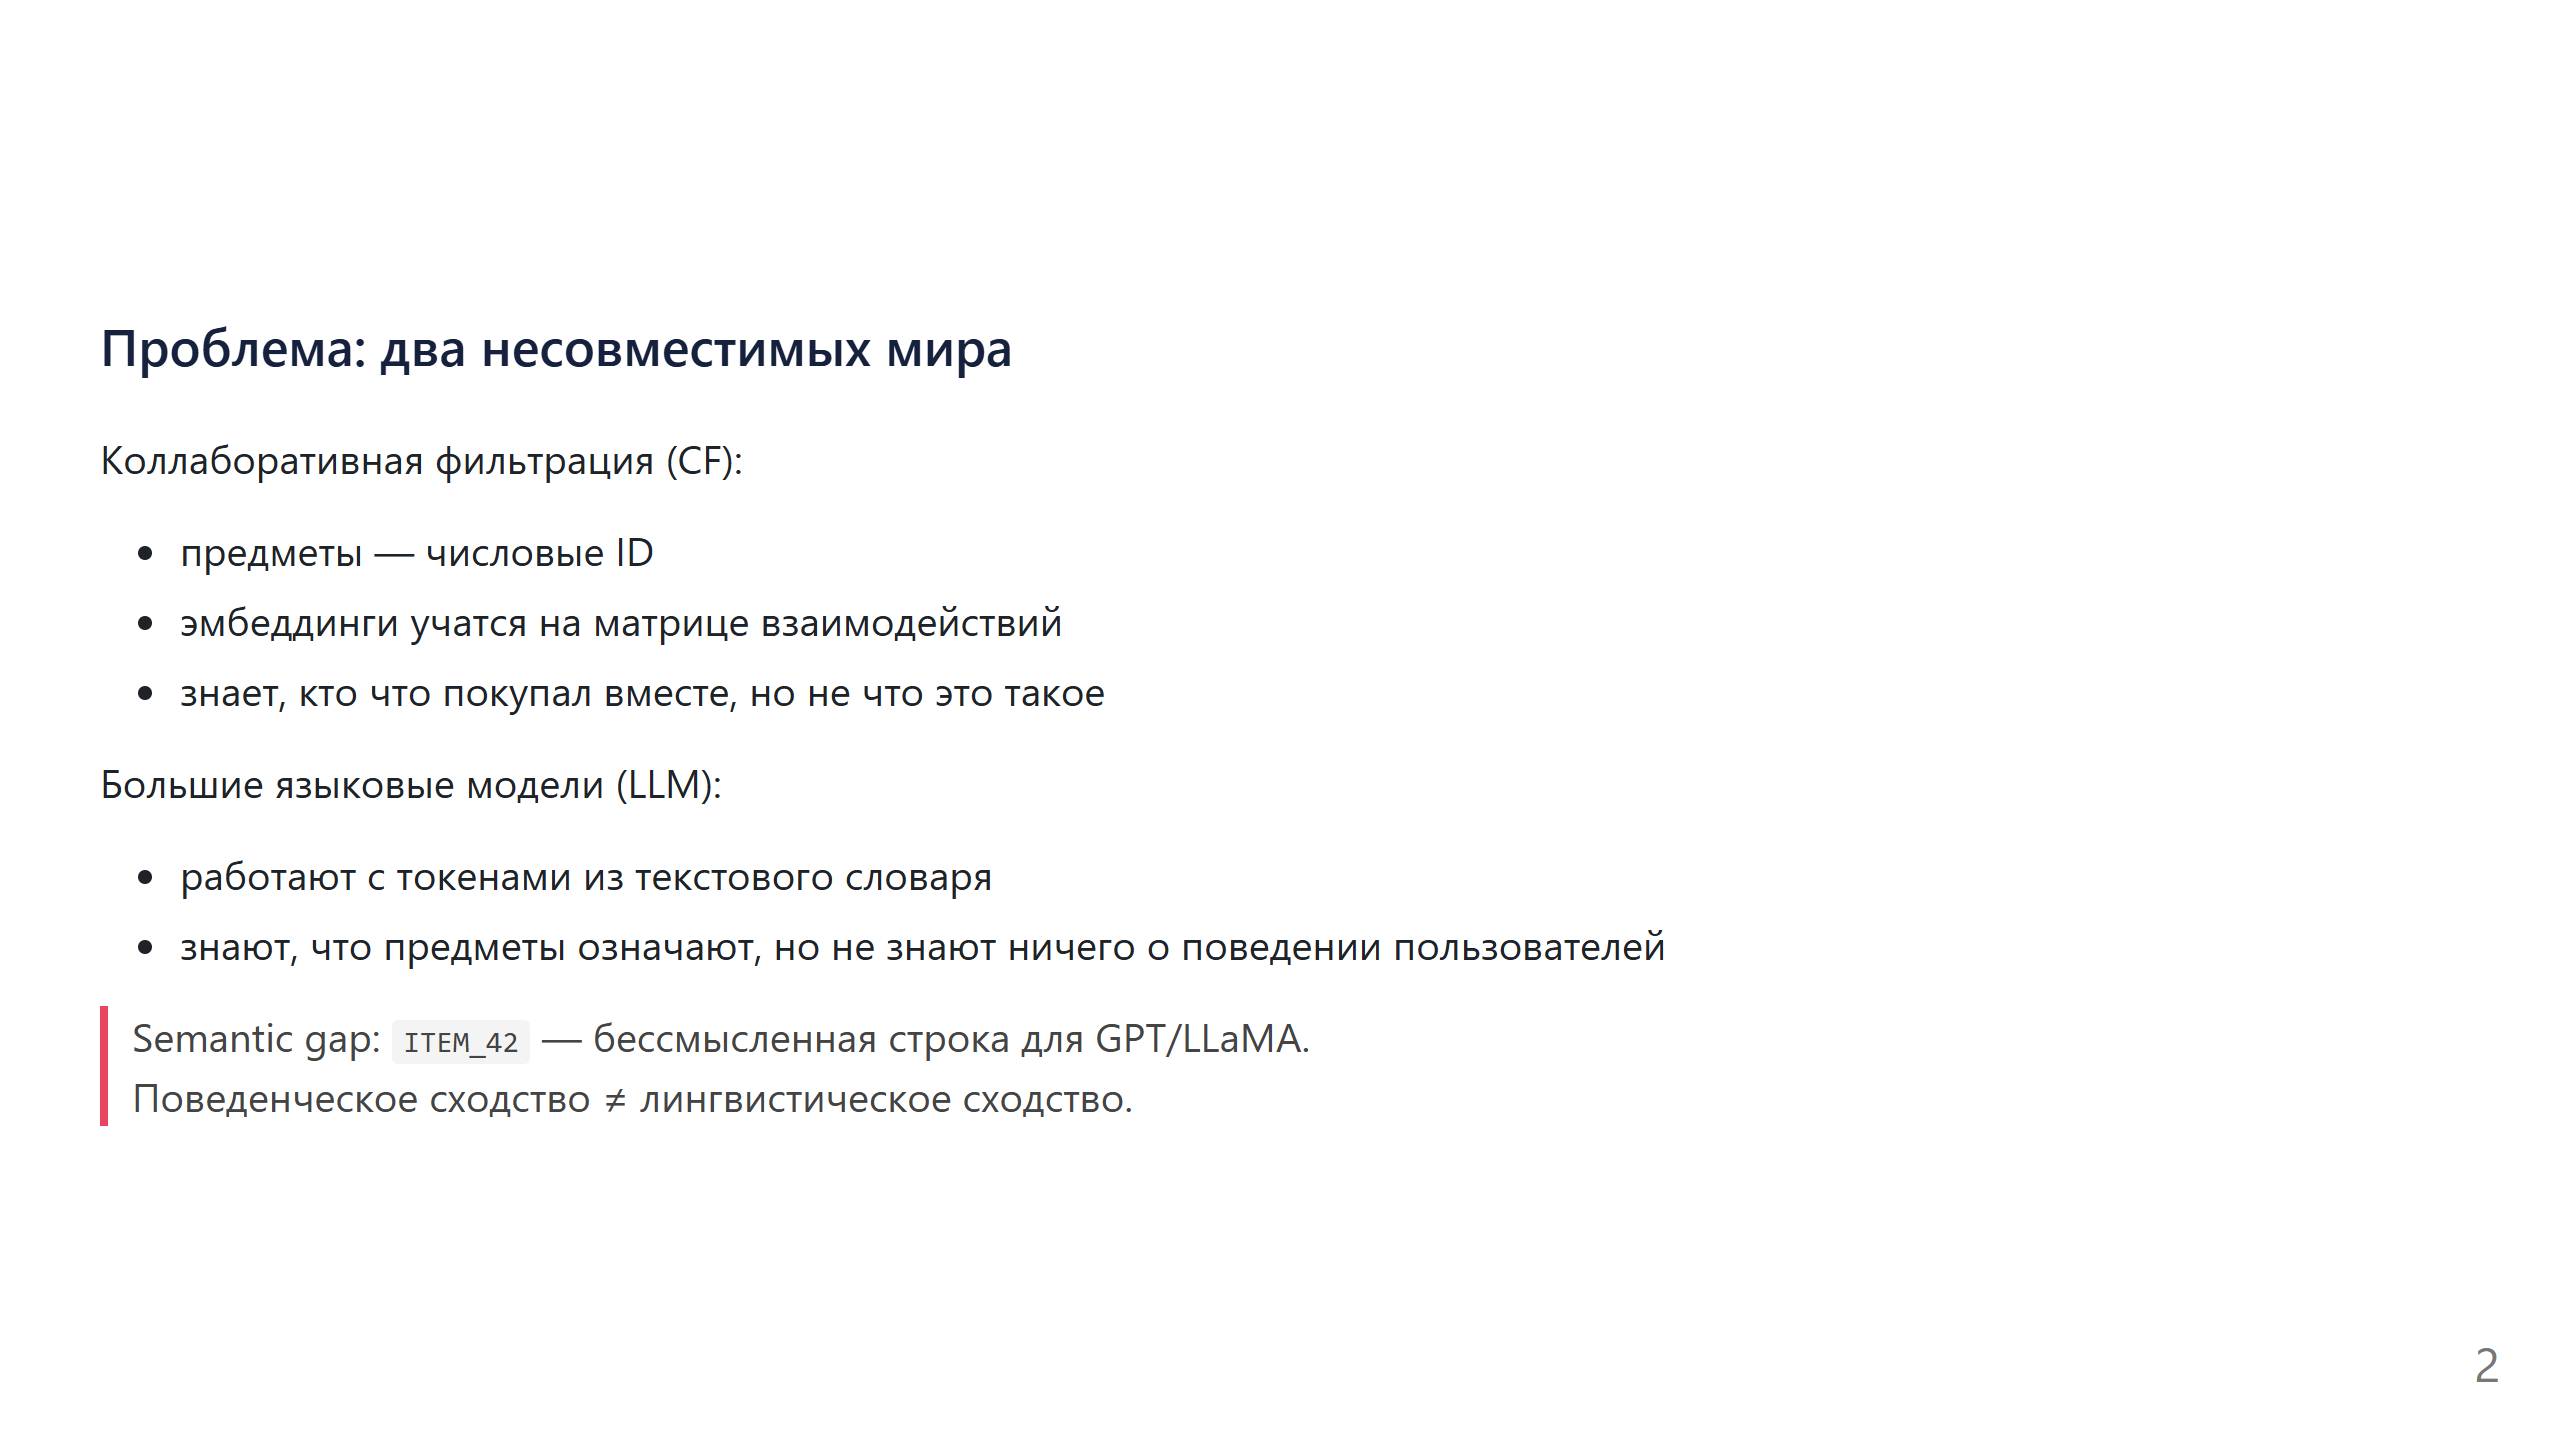 Проблема: два несовместимых мира
Коллаборативная фильтрация (CF):
• предметы — числовые ID
• эмбеддинги учатся на матрице взаимодействий
• знает, кто что покупал вместе, но не что это такое
Большие языковые модели (LLM):
• работают с токенами из текстового словаря
• знают, что предметы означают, но не знают ничего о поведении пользователей
Semantic gap: ITEM_42 — бессмысленная строка для GPT/LLaMA.
Поведенческое сходство ≠ лингвистическое сходство.
2